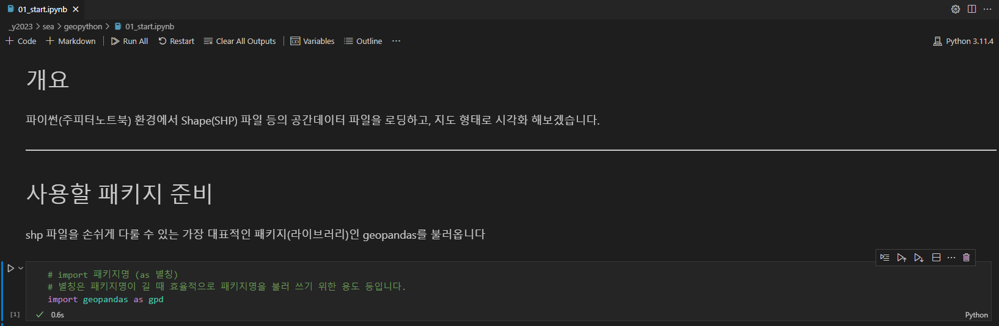 01_start.ipynb
_y2023 > sea > geopython > 01_start.ipynb
Code Markdown Run All Restart Clear All Outputs Variables Outline ... Python 3.11.4
개요
파이썬(주피터노트북) 환경에서 Shape(SHP) 파일 등의 공간데이터 파일을 로딩하고, 지도 형태로 시각화 해보겠습니다.
사용할 패키지 준비
shp 파일을 손쉬게 다룰 수 있는 가장 대표적인 패키지(라이브러리)인 geopandas를 불러옵니다
# import 패키지명 (as 별칭)
# 별칭은 패키지명이 길 때 효율적으로 패키지명을 불러 쓰기 위한 용도 등입니다.
import geopandas as gpd
[1] 0.6s Python